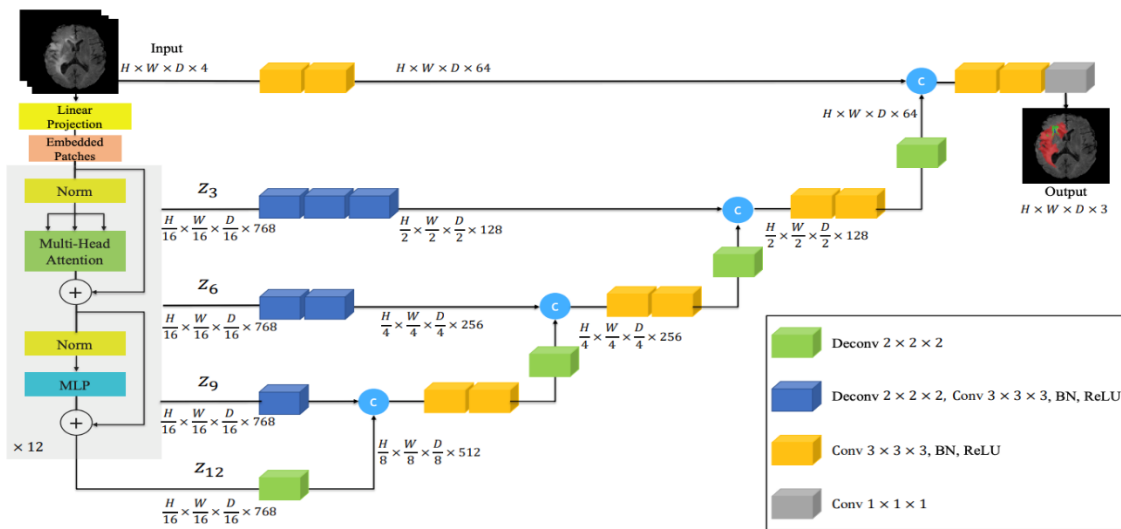 Input
H × W × D × 4
H × W × D × 64
C
Linear
Projection
Embedded
Patches
H × W × D × 64
Output
H × W × D × 3
Norm
Multi-Head
Attention
+
Norm
MLP
+
× 12
z3
H/16 × W/16 × D/16 × 768
H/2 × W/2 × D/2 × 128
C
H/2 × W/2 × D/2 × 128
z6
H/16 × W/16 × D/16 × 768
H/4 × W/4 × D/4 × 256
C
H/4 × W/4 × D/4 × 256
z9
H/16 × W/16 × D/16 × 768
C
H/8 × W/8 × D/8 × 512
z12
H/16 × W/16 × D/16 × 768
Deconv 2 × 2 × 2
Deconv 2 × 2 × 2, Conv 3 × 3 × 3, BN, ReLU
Conv 3 × 3 × 3, BN, ReLU
Conv 1 × 1 × 1